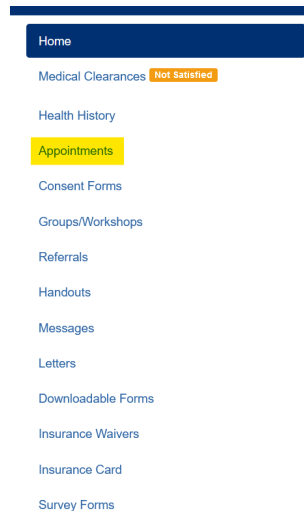 Home
Medical Clearances Not Satisfied
Health History
Appointments
Consent Forms
Groups/Workshops
Referrals
Handouts
Messages
Letters
Downloadable Forms
Insurance Waivers
Insurance Card
Survey Forms